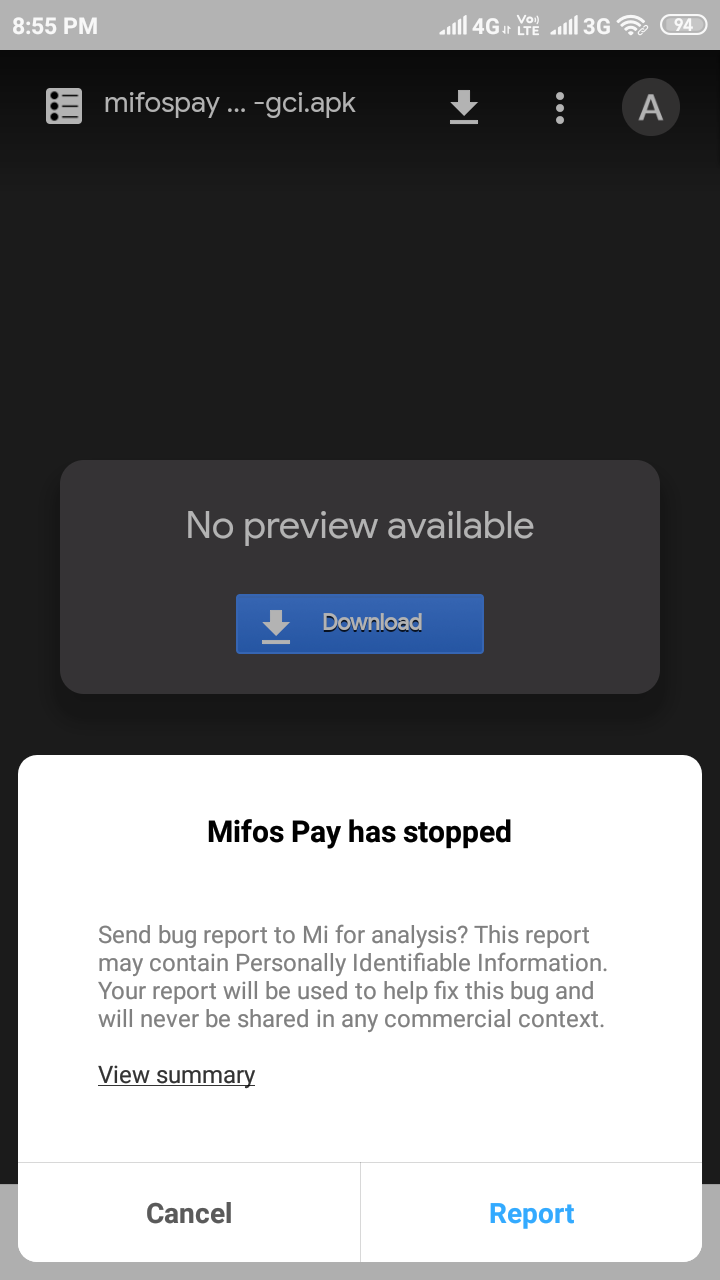 8:55 PM 4G Vo) LTE 3G 94
mifospay ... -gci.apk A
No preview available
Download
Mifos Pay has stopped
Send bug report to Mi for analysis? This report
may contain Personally Identifiable Information.
Your report will be used to help fix this bug and
will never be shared in any commercial context.
View summary
Cancel Report